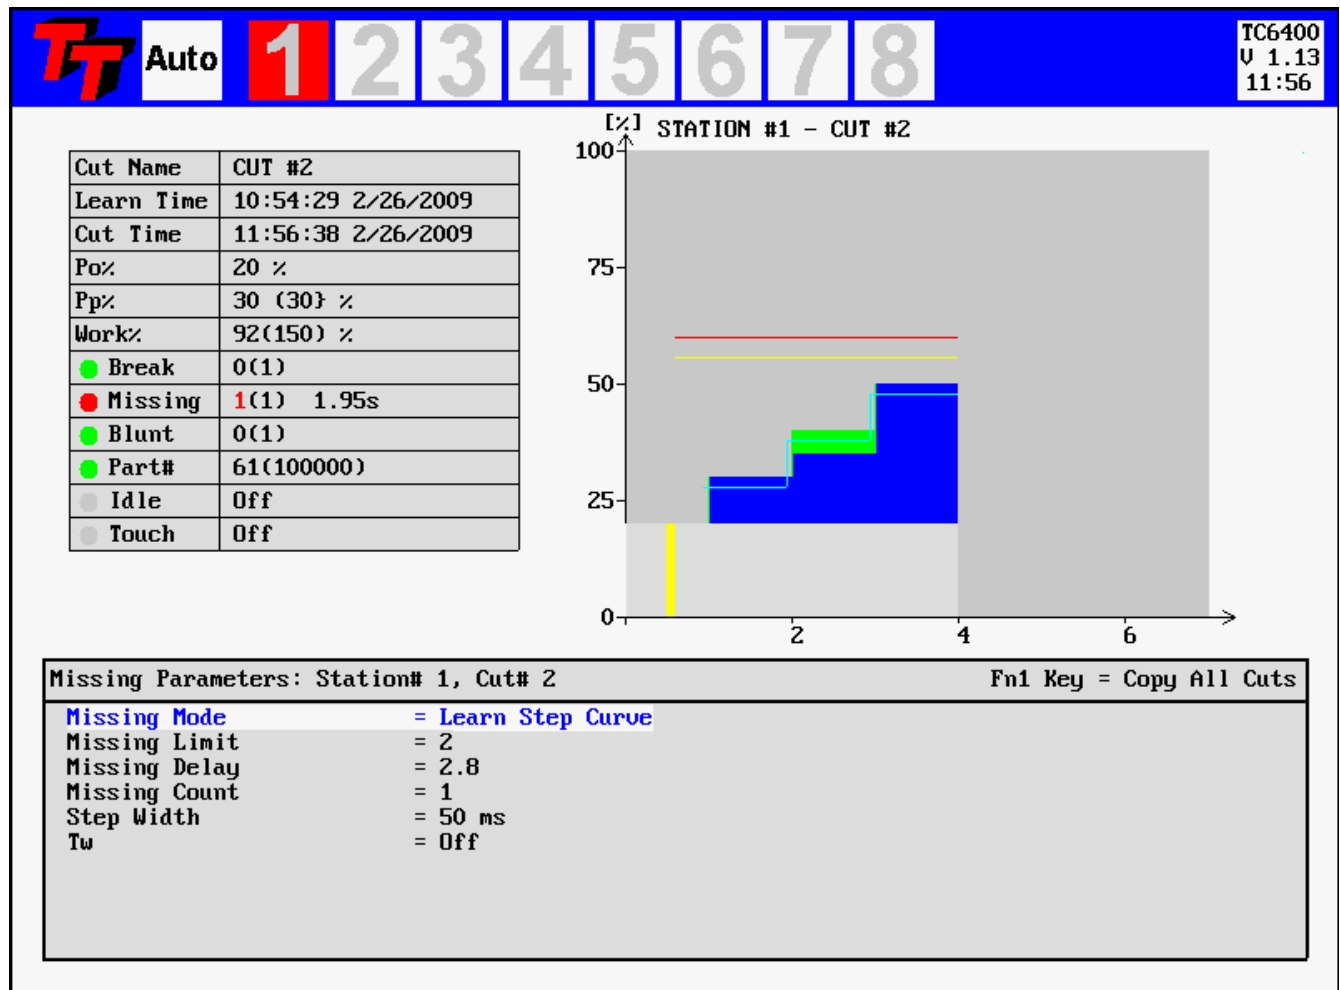 TT Auto 1 2 3 4 5 6 7 8
TC6400
V 1.13
11:56
Cut Name CUT #2
Learn Time 10:54:29 2/26/2009
Cut Time 11:56:38 2/26/2009
Po% 20 %
Pp% 30 (30} %
Work% 92(150) %
Break 0(1)
Missing 1(1) 1.95s
Blunt 0(1)
Part# 61(100000)
Idle Off
Touch Off
[%] STATION #1 - CUT #2
100
75
50
25
0
2 4 6
Missing Parameters: Station# 1, Cut# 2 Fn1 Key = Copy All Cuts
Missing Mode = Learn Step Curve
Missing Limit = 2
Missing Delay = 2.8
Missing Count = 1
Step Width = 50 ms
Tw = Off